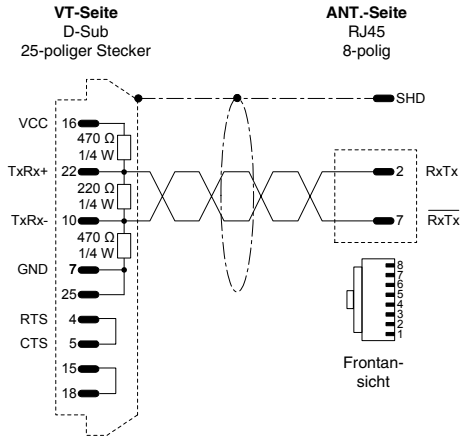 VT-Seite
D-Sub
25-poliger Stecker
ANT.-Seite
RJ45
8-polig
SHD
VCC 16
470 Ω
1/4 W
TxRx+ 22
2 RxTx
220 Ω
1/4 W
TxRx- 10
7 R̅x̅T̅x̅
470 Ω
1/4 W
GND 7
25
RTS 4
CTS 5
15
18
8
7
6
5
4
3
2
1
Frontan-
sicht